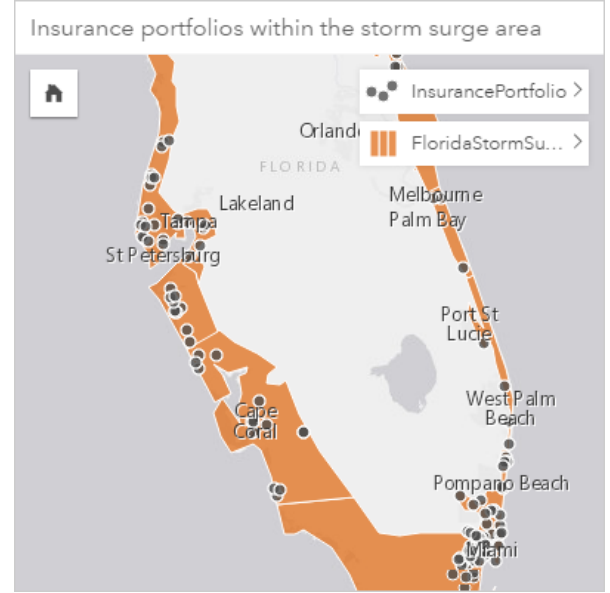 Insurance portfolios within the storm surge area
InsurancePortfolio
FloridaStormSu...
Orlando
FLORIDA
Lakeland
Melbourne
Palm Bay
Tampa
St Petersburg
Port St
Lucie
West Palm
Beach
Cape
Coral
Pompano Beach
Miami